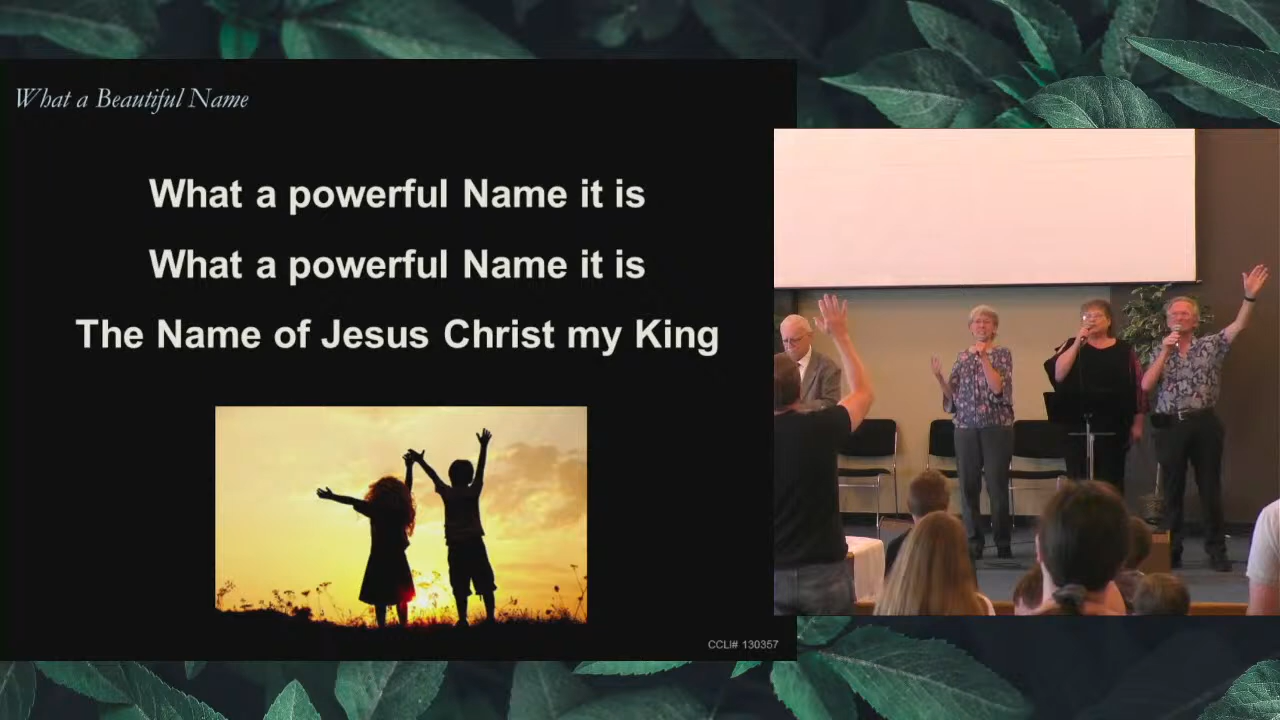 What a Beautiful Name
What a powerful Name it is
What a powerful Name it is
The Name of Jesus Christ my King
CCLI# 130357